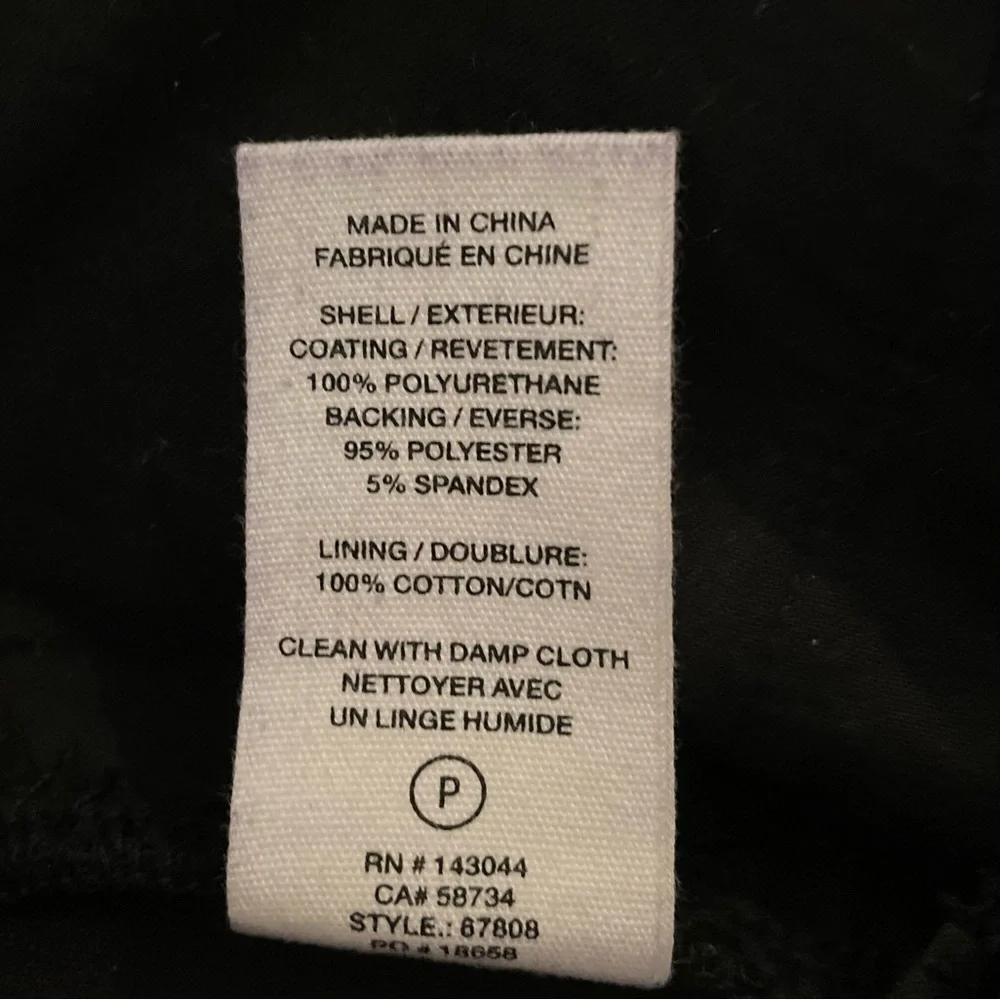 MADE IN CHINA
FABRIQUÉ EN CHINE
SHELL / EXTERIEUR:
COATING / REVETEMENT:
100% POLYURETHANE
BACKING / EVERSE:
95% POLYESTER
5% SPANDEX
LINING / DOUBLURE:
100% COTTON/COTN
CLEAN WITH DAMP CLOTH
NETTOYER AVEC
UN LINGE HUMIDE
P
RN # 143044
CA# 58734
STYLE.: 67808
PO # 18658